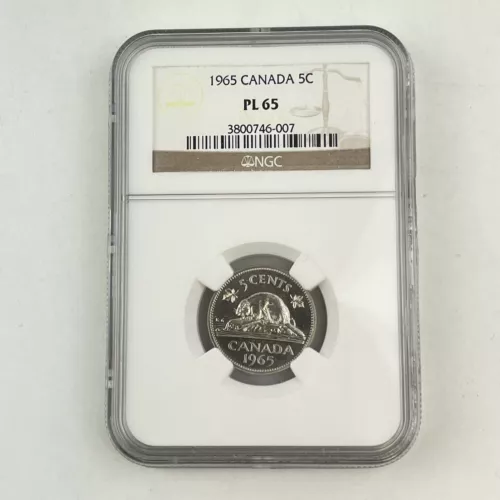 1965 CANADA 5C
PL 65
3800746-007
NGC
5 CENTS
CANADA
1965